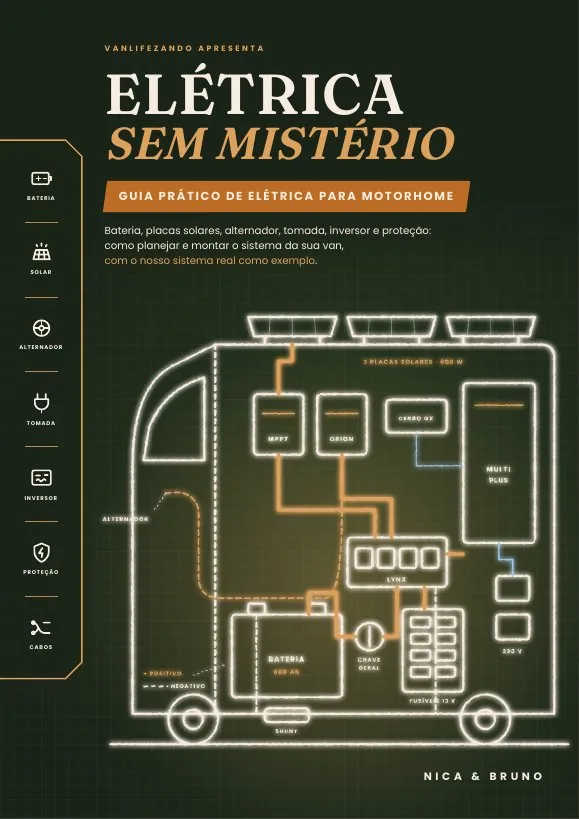 VANLIFEZANDO APRESENTA
ELÉTRICA
SEM MISTÉRIO
GUIA PRÁTICO DE ELÉTRICA PARA MOTORHOME
Bateria, placas solares, alternador, tomada, inversor e proteção:
como planejar e montar o sistema da sua van,
com o nosso sistema real como exemplo.
BATERIA
SOLAR
ALTERNADOR
TOMADA
INVERSOR
PROTEÇÃO
CABOS
3 PLACAS SOLARES · 600 W
MPPT
ORION
CERBO GX
MULTI
PLUS
ALTERNADOR
LYNX
BATERIA
600 Ah
CHAVE
GERAL
230 V
+ POSITIVO
NEGATIVO
FUSÍVEIS 12 V
SHUNT
NICA & BRUNO